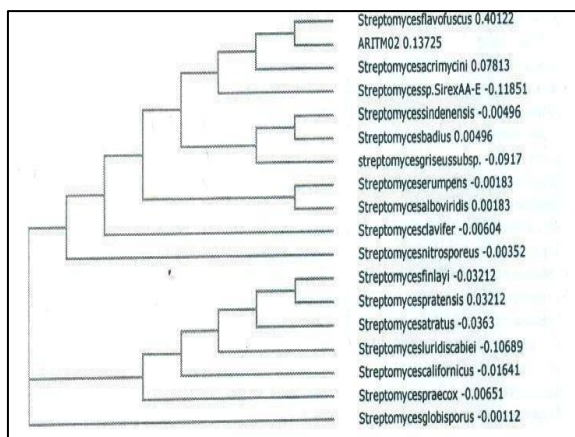 Streptomycesflavofuscus 0.40122
ARITM02 0.13725
Streptomycesacrimycini 0.07813
Streptomycessp.SirexAA-E -0.11851
Streptomycessindenensis -0.00496
Streptomycesbadius 0.00496
streptomycesgriseussubsp. -0.0917
Streptomyceserumpens -0.00183
Streptomycesalboviridis 0.00183
Streptomycesclavifer -0.00604
Streptomycesnitrosporeus -0.00352
Streptomycesfinlayi -0.03212
Streptomycespratensis 0.03212
Streptomycesatratus -0.0363
Streptomycesluridiscabiei -0.10689
Streptomycescalifornicus -0.01641
Streptomycespraecox -0.00651
Streptomycesglobisporus -0.00112